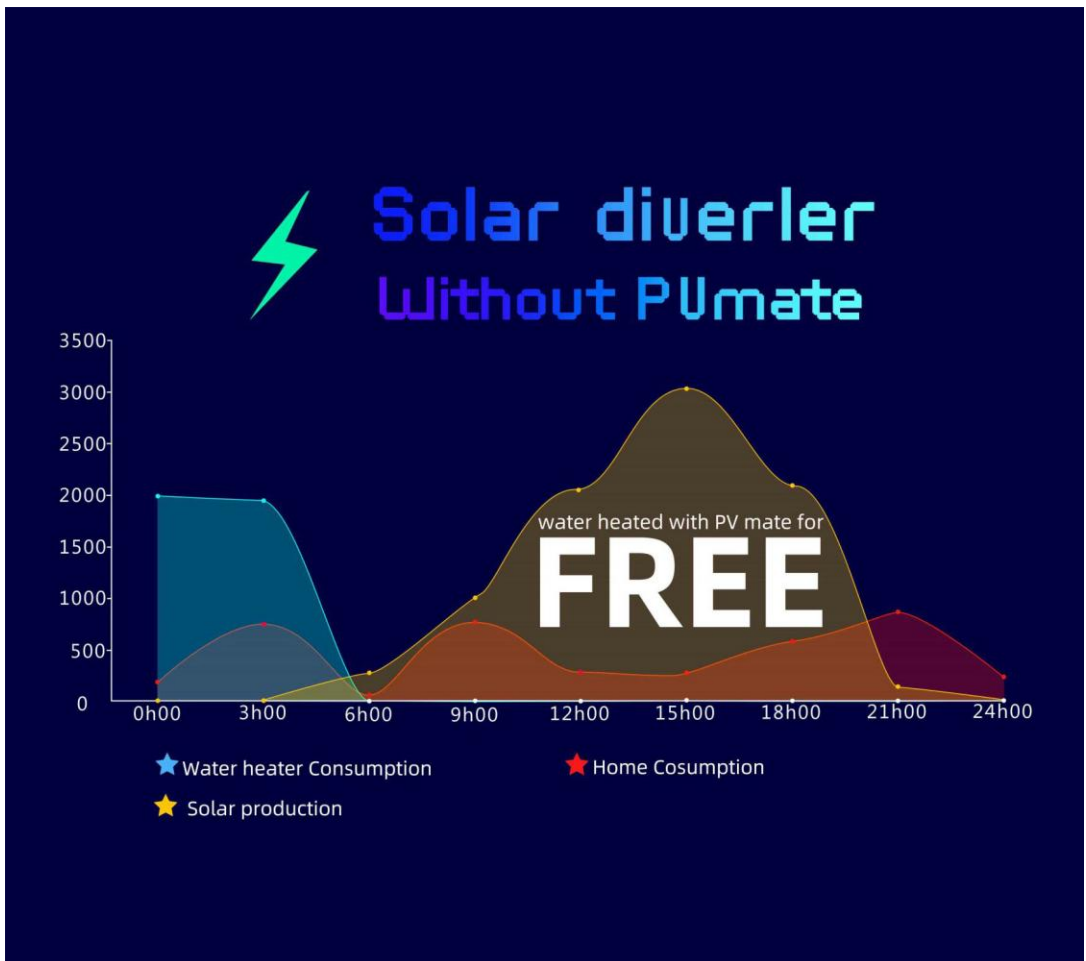 Solar diverler
Without PVmate
3500
3000
2500
2000
1500
1000
500
0
water heated with PV mate for
FREE
0h00 3h00 6h00 9h00 12h00 15h00 18h00 21h00 24h00
Water heater Consumption
Home Cosumption
Solar production